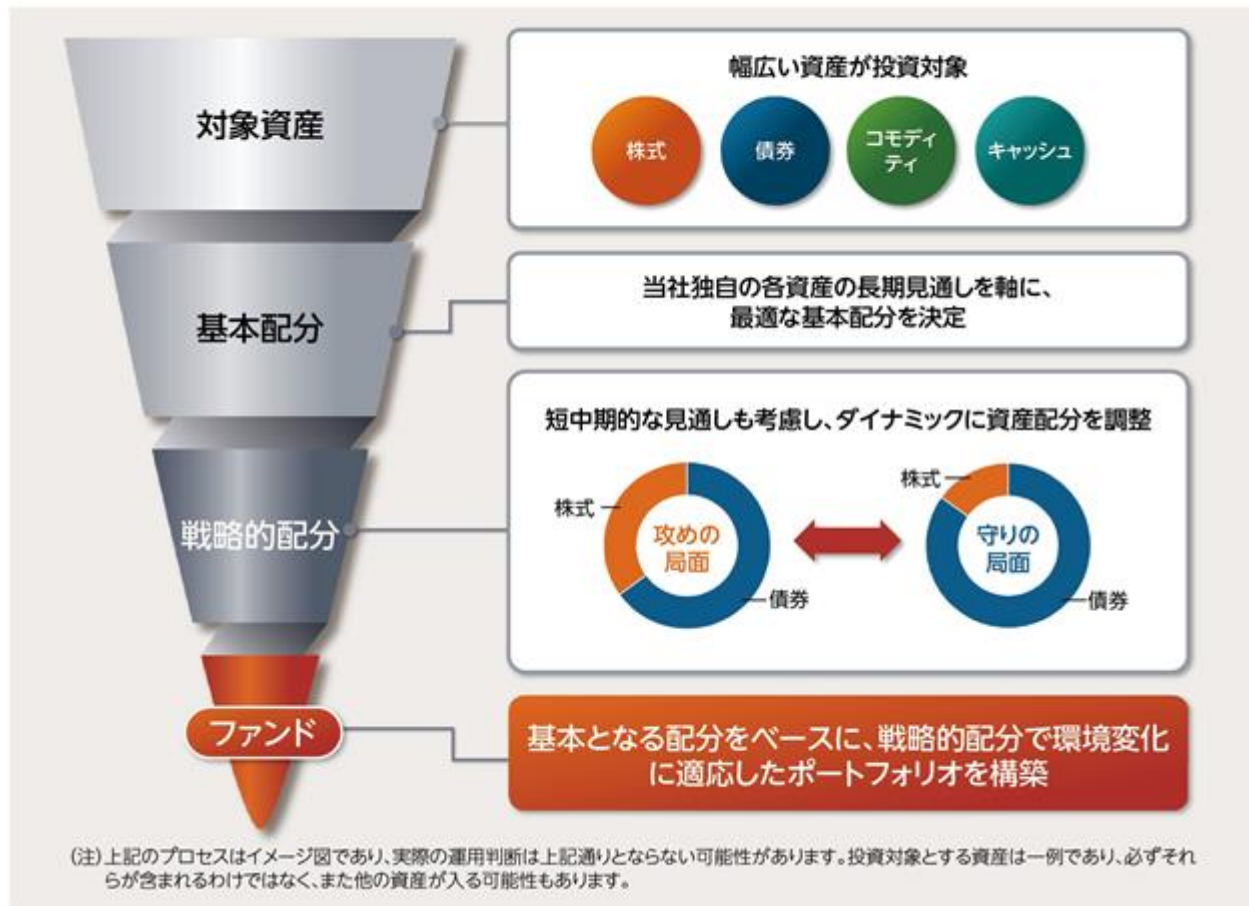 対象資産
幅広い資産が投資対象
株式
債券
コモディ
ティ
キャッシュ
基本配分
当社独自の各資産の長期見通しを軸に、
最適な基本配分を決定
戦略的配分
短中期的な見通しも考慮し、ダイナミックに資産配分を調整
株式
攻めの
局面
債券
株式
守りの
局面
債券
ファンド
基本となる配分をベースに、戦略的配分で環境変化
に適応したポートフォリオを構築
(注)上記のプロセスはイメージ図であり、実際の運用判断は上記通りとならない可能性があります。投資対象とする資産は一例であり、必ずそれ
らが含まれるわけではなく、また他の資産が入る可能性もあります。